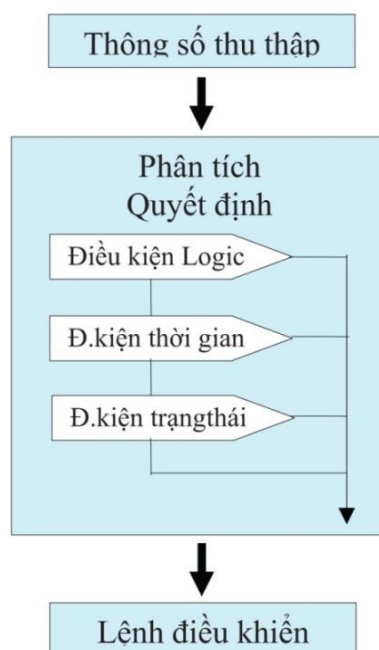 Thông số thu thập
Phân tích
Quyết định
Điều kiện Logic
Đ.kiện thời gian
Đ.kiện trạngthái
Lệnh điều khiển